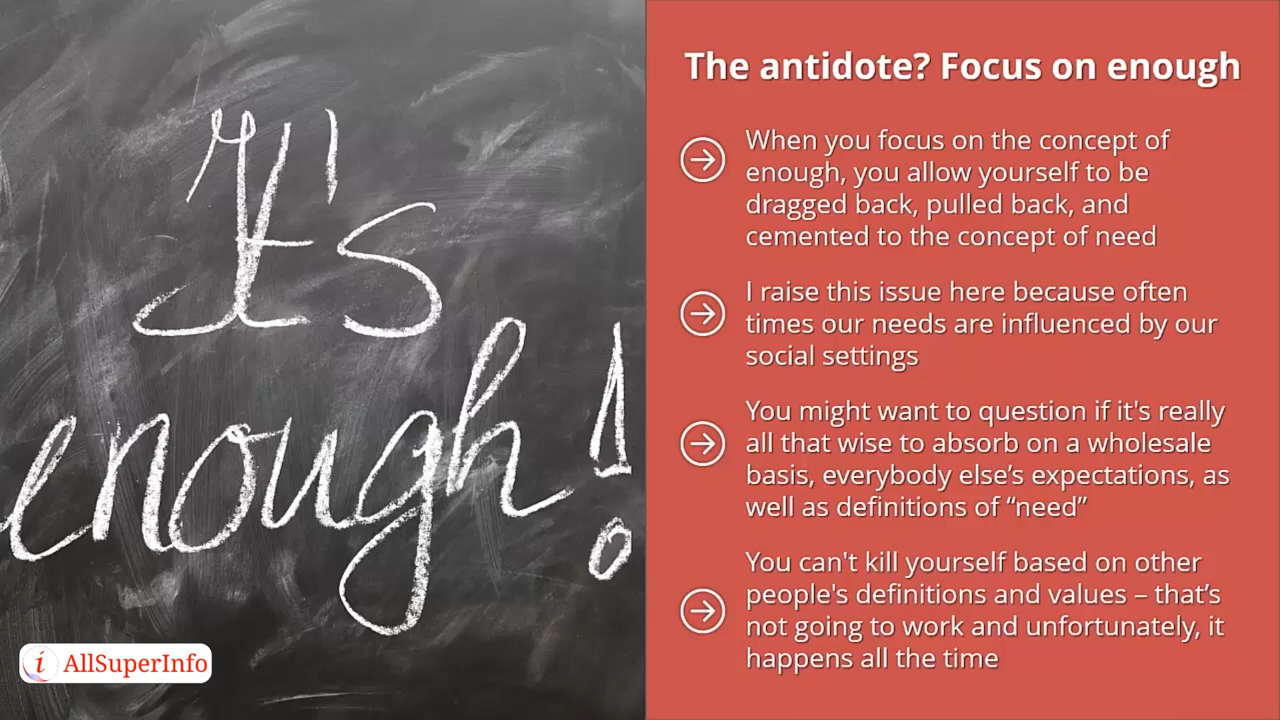 It's
enough!
The antidote? Focus on enough
When you focus on the concept of
enough, you allow yourself to be
dragged back, pulled back, and
cemented to the concept of need
I raise this issue here because often
times our needs are influenced by our
social settings
You might want to question if it's really
all that wise to absorb on a wholesale
basis, everybody else’s expectations, as
well as definitions of “need”
You can't kill yourself based on other
people's definitions and values – that’s
not going to work and unfortunately, it
happens all the time
i AllSuperInfo